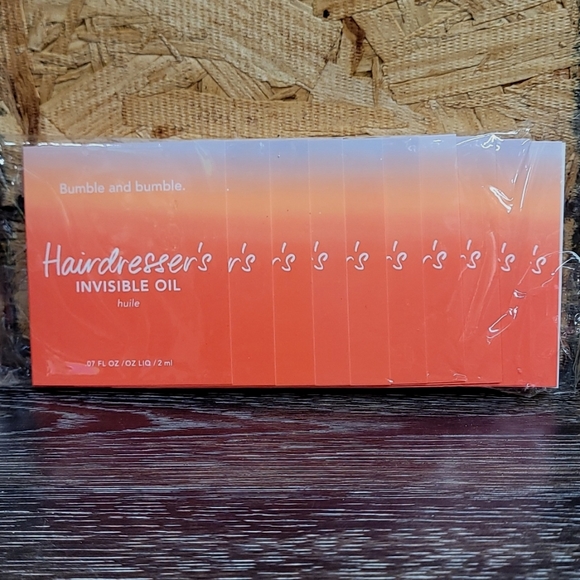 Bumble and bumble.
Hairdresser's r's r's 's r's r's r's r's 's 's
INVISIBLE OIL
huile
.07 FL OZ/OZ LIQ/2 ml